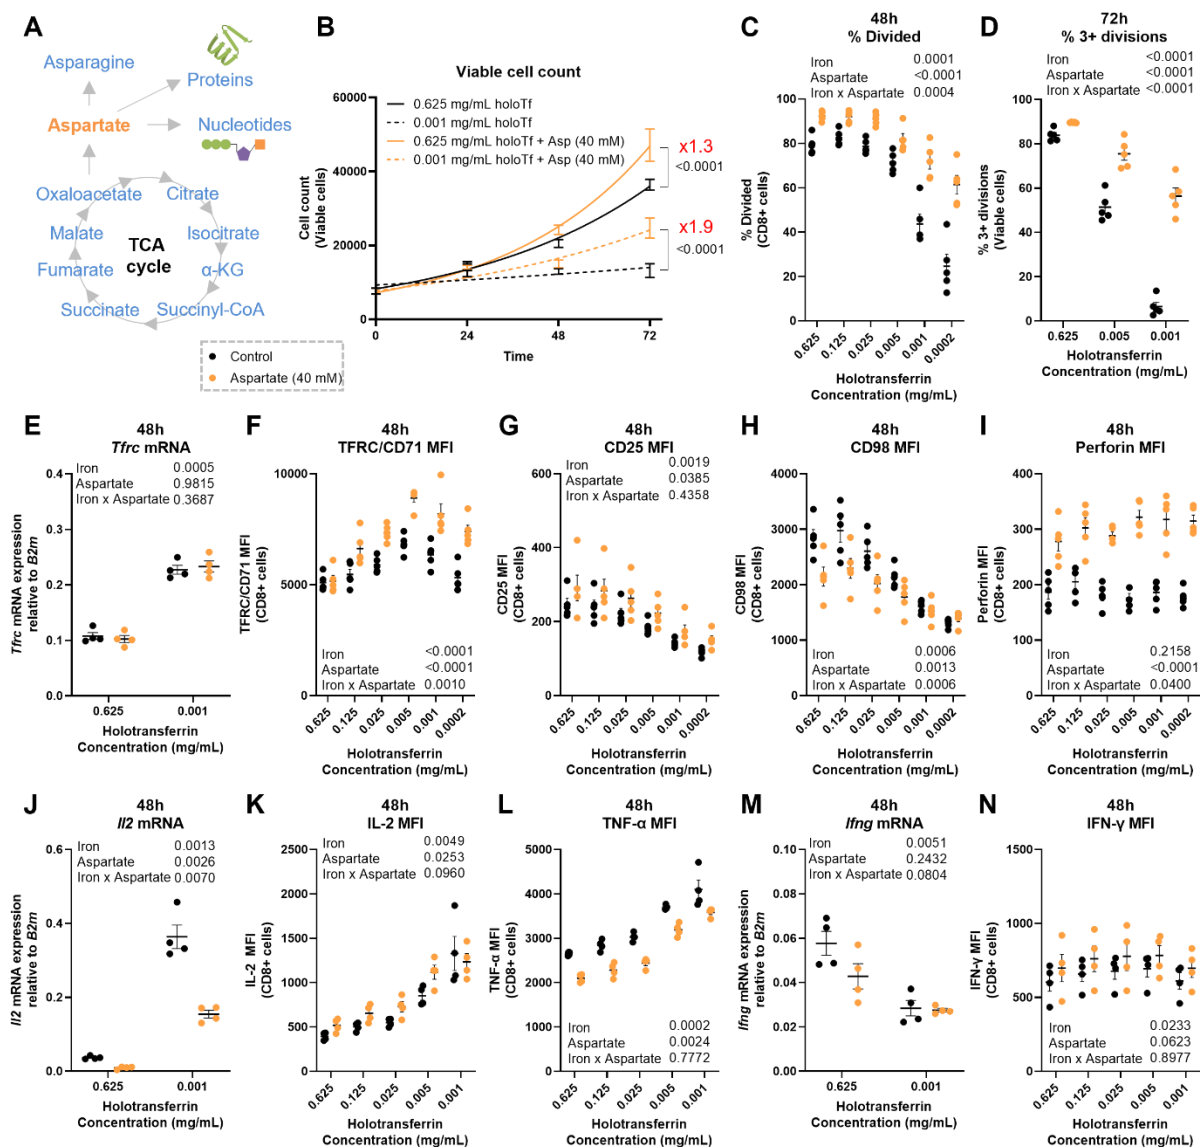 A
Asparagine
Proteins
Aspartate
Nucleotides
Oxaloacetate
Citrate
Malate
Isocitrate
TCA
cycle
Fumarate
α-KG
Succinate
Succinyl-CoA
Control
Aspartate (40 mM)
B
Viable cell count
0.625 mg/mL holoTf
0.001 mg/mL holoTf
0.625 mg/mL holoTf + Asp (40 mM)
0.001 mg/mL holoTf + Asp (40 mM)
x1.3
<0.0001
x1.9
<0.0001
Cell count
(Viable cells)
60000
40000
20000
0
0
24
48
72
Time
C
48h
% Divided
Iron 0.0001
Aspartate <0.0001
Iron x Aspartate 0.0004
% Divided
(CD8+ cells)
100
80
60
40
20
0
0.625
0.125
0.025
0.005
0.001
0.0002
Holotransferrin
Concentration (mg/mL)
D
72h
% 3+ divisions
Iron <0.0001
Aspartate <0.0001
Iron x Aspartate <0.0001
% 3+ divisions
(Viable cells)
100
80
60
40
20
0
0.625
0.005
0.001
Holotransferrin
Concentration (mg/mL)
E
48h
Tfrc mRNA
Iron 0.0005
Aspartate 0.9815
Iron x Aspartate 0.3687
Tfrc mRNA expression
relative to B2m
0.4
0.3
0.2
0.1
0.0
0.625
0.001
Holotransferrin
Concentration (mg/mL)
F
48h
TFRC/CD71 MFI
TFRC/CD71 MFI
(CD8+ cells)
10000
5000
0
Iron <0.0001
Aspartate <0.0001
Iron x Aspartate 0.0010
0.625
0.125
0.025
0.005
0.001
0.0002
Holotransferrin
Concentration (mg/mL)
G
48h
CD25 MFI
Iron 0.0019
Aspartate 0.0385
Iron x Aspartate 0.4358
CD25 MFI
(CD8+ cells)
600
400
200
0
0.625
0.125
0.025
0.005
0.001
0.0002
Holotransferrin
Concentration (mg/mL)
H
48h
CD98 MFI
CD98 MFI
(CD8+ cells)
4000
3000
2000
1000
0
Iron 0.0006
Aspartate 0.0013
Iron x Aspartate 0.0006
0.625
0.125
0.025
0.005
0.001
0.0002
Holotransferrin
Concentration (mg/mL)
I
48h
Perforin MFI
Perforin MFI
(CD8+ cells)
400
300
200
100
0
Iron 0.2158
Aspartate <0.0001
Iron x Aspartate 0.0400
0.625
0.125
0.025
0.005
0.001
0.0002
Holotransferrin
Concentration (mg/mL)
J
48h
Il2 mRNA
Iron 0.0013
Aspartate 0.0026
Iron x Aspartate 0.0070
Il2 mRNA expression
relative to B2m
0.6
0.4
0.2
0.0
0.625
0.001
Holotransferrin
Concentration (mg/mL)
K
48h
IL-2 MFI
Iron 0.0049
Aspartate 0.0253
Iron x Aspartate 0.0960
IL-2 MFI
(CD8+ cells)
2500
2000
1500
1000
500
0
0.625
0.125
0.025
0.005
0.001
Holotransferrin
Concentration (mg/mL)
L
48h
TNF-α MFI
TNF-α MFI
(CD8+ cells)
5000
4000
3000
2000
1000
0
Iron 0.0002
Aspartate 0.0024
Iron x Aspartate 0.7772
0.625
0.125
0.025
0.005
0.001
Holotransferrin
Concentration (mg/mL)
M
48h
Ifng mRNA
Iron 0.0051
Aspartate 0.2432
Iron x Aspartate 0.0804
Ifng mRNA expression
relative to B2m
0.10
0.08
0.06
0.04
0.02
0.00
0.625
0.001
Holotransferrin
Concentration (mg/mL)
N
48h
IFN-γ MFI
IFN-γ MFI
(CD8+ cells)
1500
1000
500
0
Iron 0.0233
Aspartate 0.0623
Iron x Aspartate 0.8977
0.625
0.125
0.025
0.005
0.001
Holotransferrin
Concentration (mg/mL)